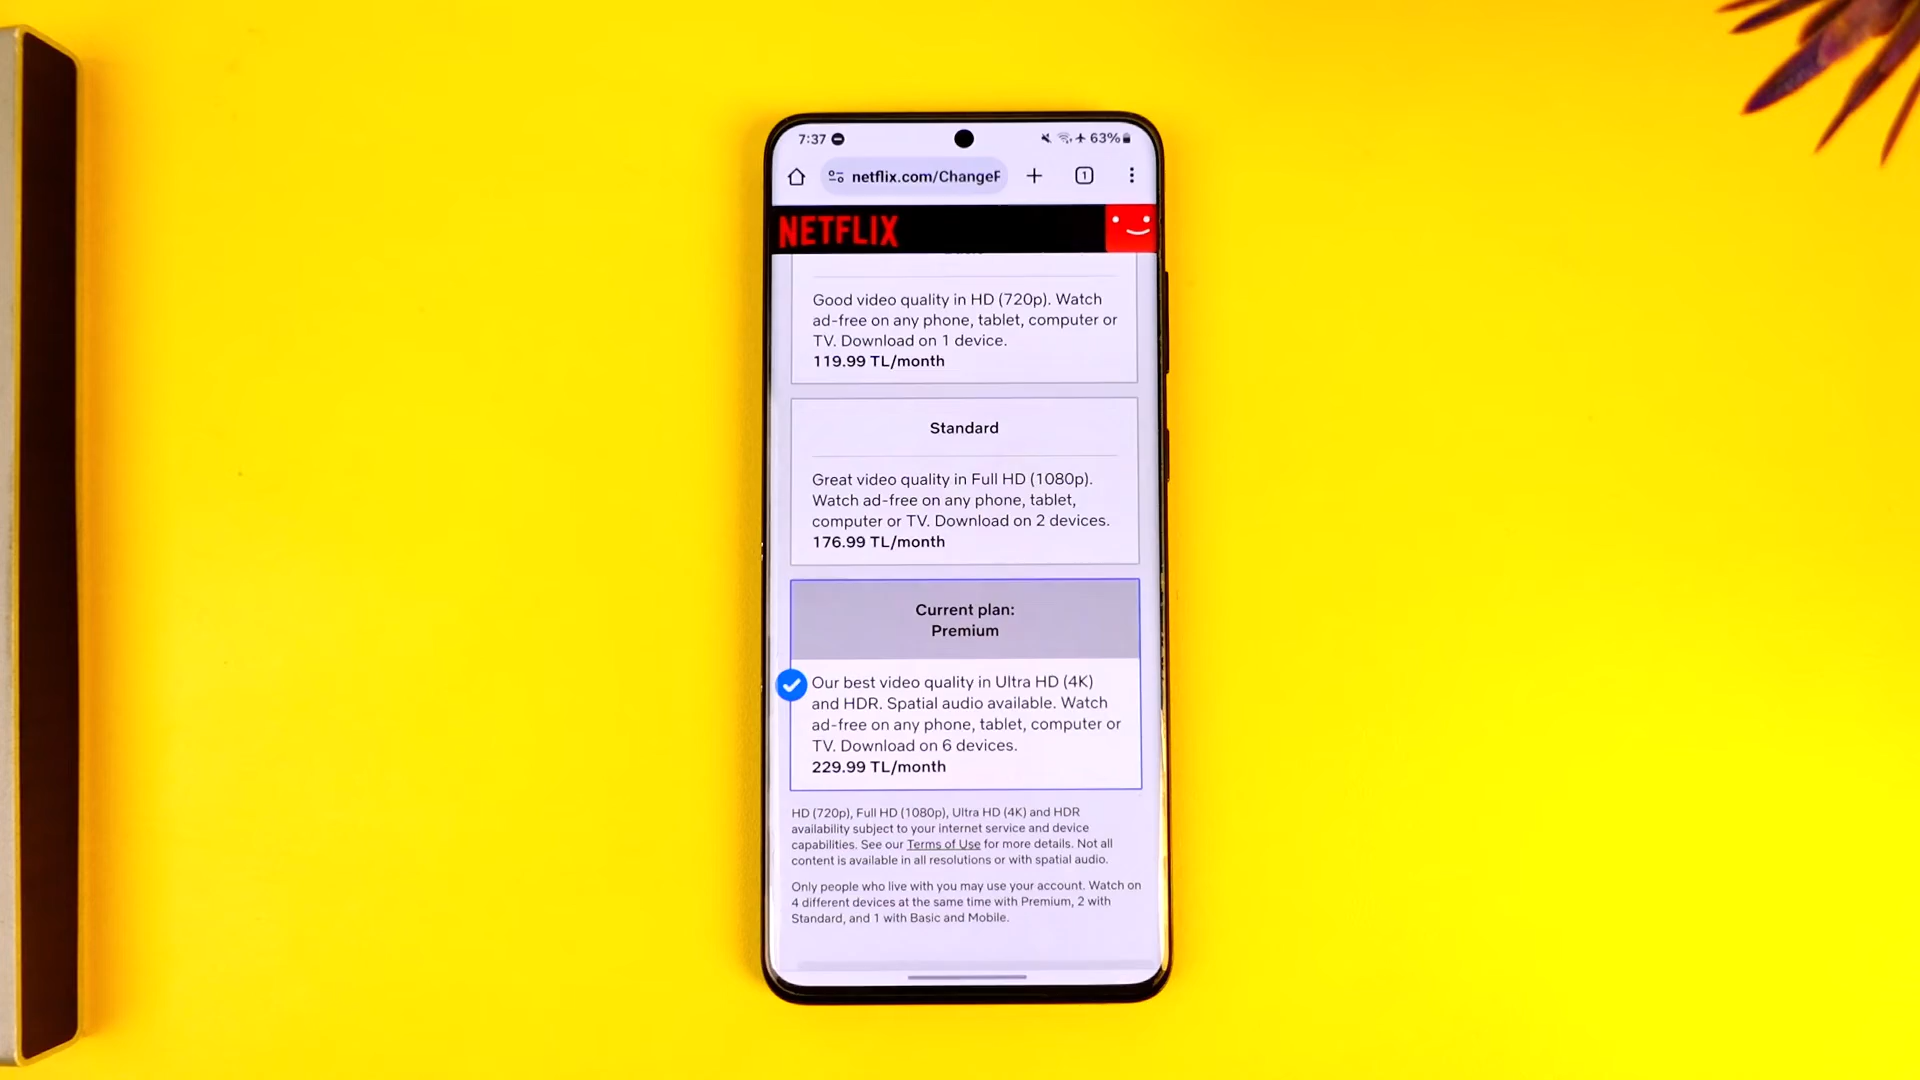 7:37
63%
netflix.com/ChangeF
1
NETFLIX
Good video quality in HD (720p). Watch
ad-free on any phone, tablet, computer or
TV. Download on 1 device.
119.99 TL/month
Standard
Great video quality in Full HD (1080p).
Watch ad-free on any phone, tablet,
computer or TV. Download on 2 devices.
176.99 TL/month
Current plan:
Premium
Our best video quality in Ultra HD (4K)
and HDR. Spatial audio available. Watch
ad-free on any phone, tablet, computer or
TV. Download on 6 devices.
229.99 TL/month
HD (720p), Full HD (1080p), Ultra HD (4K) and HDR
availability subject to your internet service and device
capabilities. See our Terms of Use for more details. Not all
content is available in all resolutions or with spatial audio.
Only people who live with you may use your account. Watch on
4 different devices at the same time with Premium, 2 with
Standard, and 1 with Basic and Mobile.